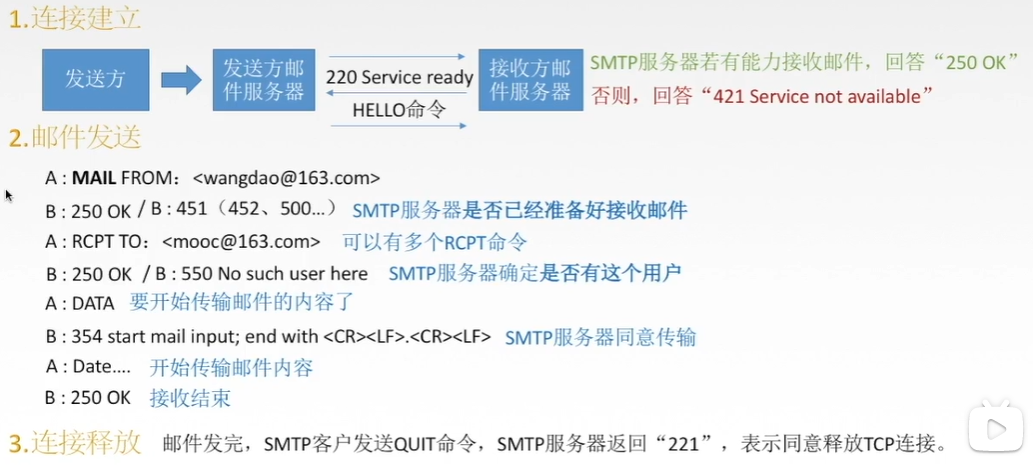 1.连接建立
发送方
发送方邮
件服务器
220 Service ready
HELLO命令
接收方邮
件服务器
SMTP服务器若有能力接收邮件，回答“250 OK”
否则，回答“421 Service not available”
2.邮件发送
A : MAIL FROM：<wangdao@163.com>
B : 250 OK / B : 451（452、500...） SMTP服务器是否已经准备好接收邮件
A : RCPT TO：<mooc@163.com> 可以有多个RCPT命令
B : 250 OK / B : 550 No such user here SMTP服务器确定是否有这个用户
A : DATA 要开始传输邮件的内容了
B : 354 start mail input; end with <CR><LF>.<CR><LF> SMTP服务器同意传输
A : Date.... 开始传输邮件内容
B : 250 OK 接收结束
3.连接释放 邮件发完，SMTP客户发送QUIT命令，SMTP服务器返回“221”，表示同意释放TCP连接。